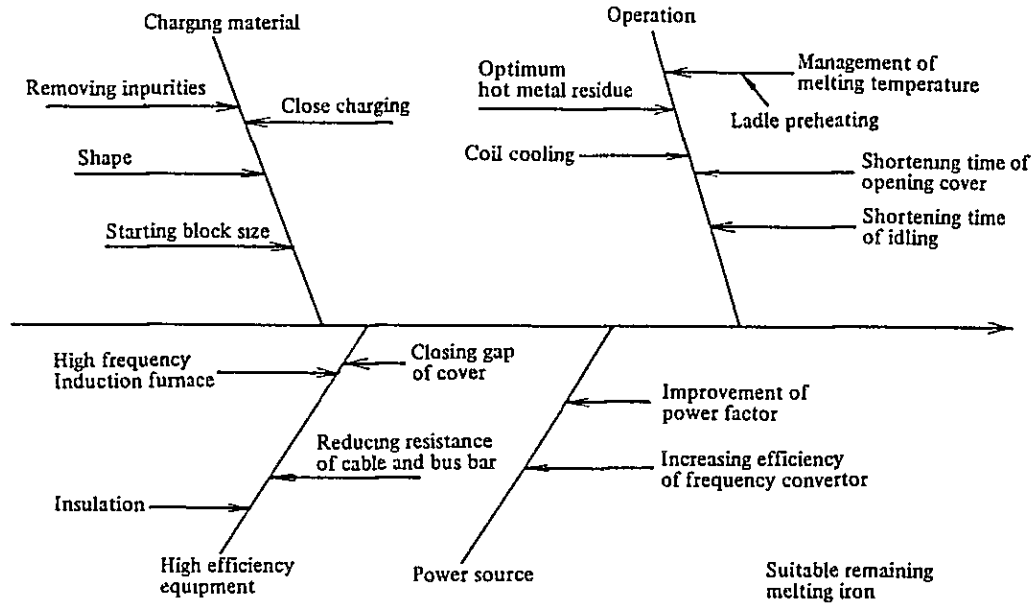 Charging material
Removing inpurities
Close charging
Shape
Starting block size
Operation
Optimum
hot metal residue
Management of
melting temperature
Ladle preheating
Coil cooling
Shortening time of
opening cover
Shortening time
of idling
High frequency
Induction furnace
Closing gap
of cover
Reducing resistance
of cable and bus bar
Insulation
High efficiency
equipment
Improvement of
power factor
Increasing efficiency
of frequency convertor
Power source
Suitable remaining
melting iron